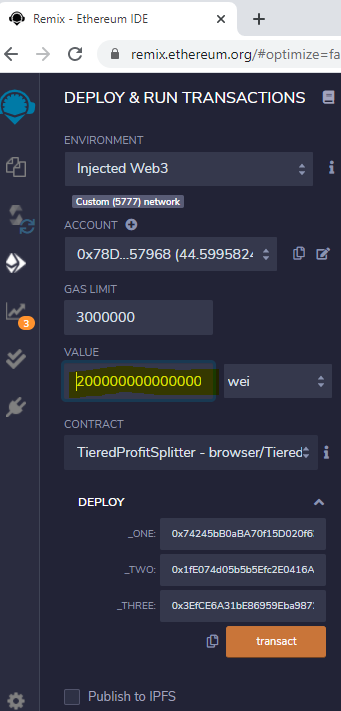 Remix - Ethereum IDE
remix.ethereum.org/#optimize=fa
DEPLOY & RUN TRANSACTIONS
ENVIRONMENT
Injected Web3
Custom (5777) network
ACCOUNT
0x78D...57968 (44.5995824
GAS LIMIT
3000000
VALUE
200000000000000 wei
3
CONTRACT
TieredProfitSplitter - browser/Tiered
DEPLOY
_ONE: 0x74245bB0aBA70f15D020f6
_TWO: 0x1fE074d05b5b5Efc2E0416A
_THREE: 0x3EfCE6A31bE86959Eba987
transact
Publish to IPFS